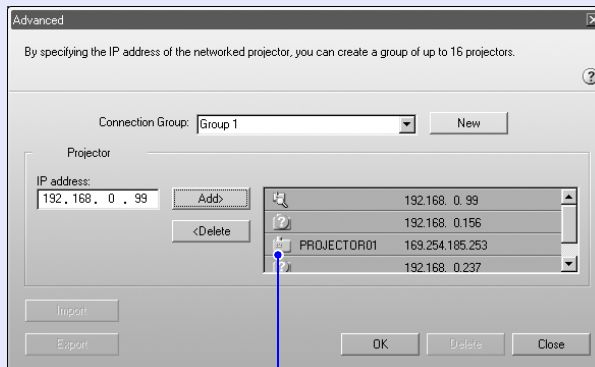 Advanced
By specifying the IP address of the networked projector, you can create a group of up to 16 projectors.
Connection Group: Group 1 New
Projector
IP address:
192 . 168 . 0 . 99 Add> 192.168. 0. 99
<Delete 192.168. 0.156
PROJECTOR01 169.254.185.253
192.168. 0.237
Import
Export OK Delete Close